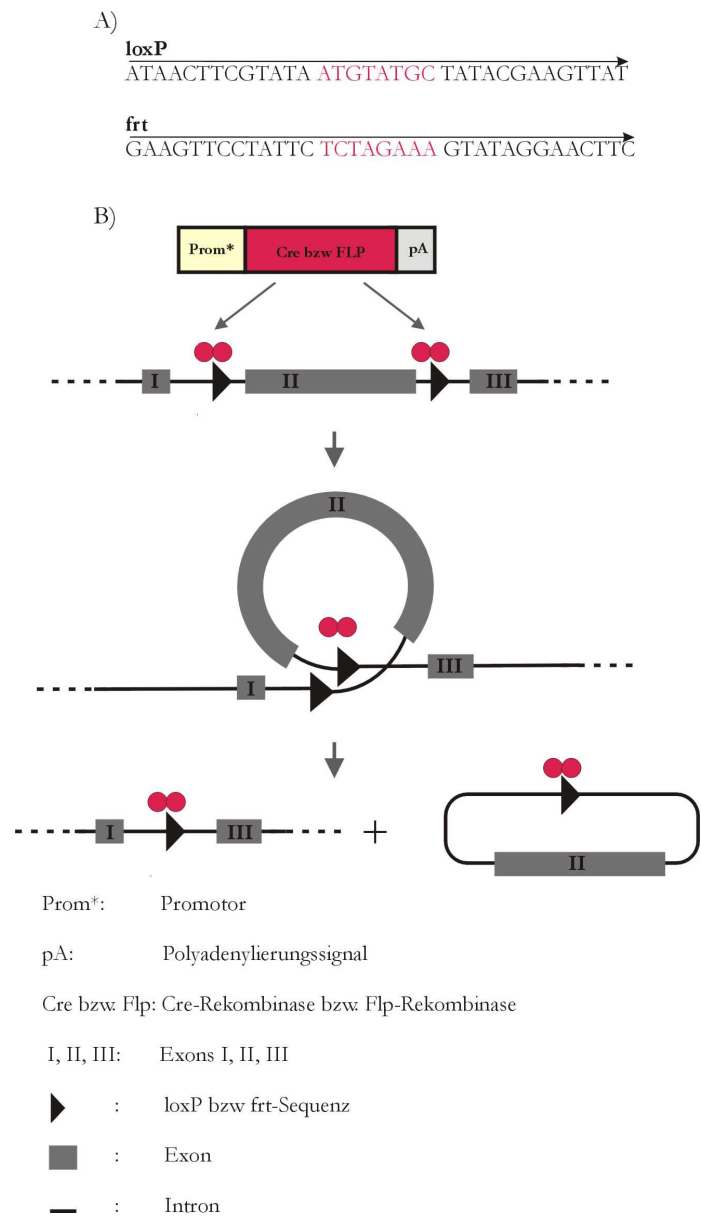 A)
loxP
ATAACTTCGTATA ATGTATGC TATACGAAGTTAT
frt
GAAGTTCCTATTC TCTAGAAA GTATAGGAACTTC
B)
Prom* Cre bzw FLP pA
I II III
II
III
I
I III + II
Prom*: Promotor
pA: Polyadenylierungssignal
Cre bzw. Flp: Cre-Rekombinase bzw. Flp-Rekombinase
I, II, III: Exons I, II, III
: loxP bzw frt-Sequenz
: Exon
: Intron